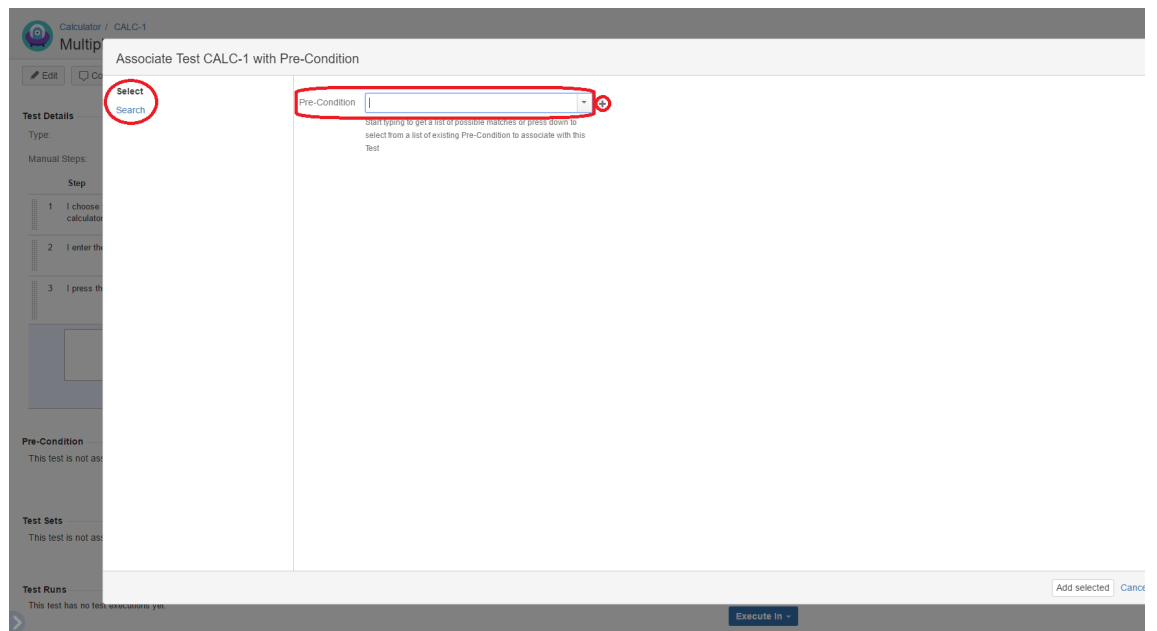 Calculator / CALC-1
Multip
Edit
Co
Associate Test CALC-1 with Pre-Condition
Select
Search
Pre-Condition
Start typing to get a list of possible matches or press down to
select from a list of existing Pre-Condition to associate with this
Test
Test Details
Type:
Manual Steps:
Step
1 I choose
calculator
2 I enter the
3 I press th
Pre-Condition
This test is not ass
Test Sets
This test is not ass
Test Runs
This test has no test executions yet.
Add selected Cance
Execute In